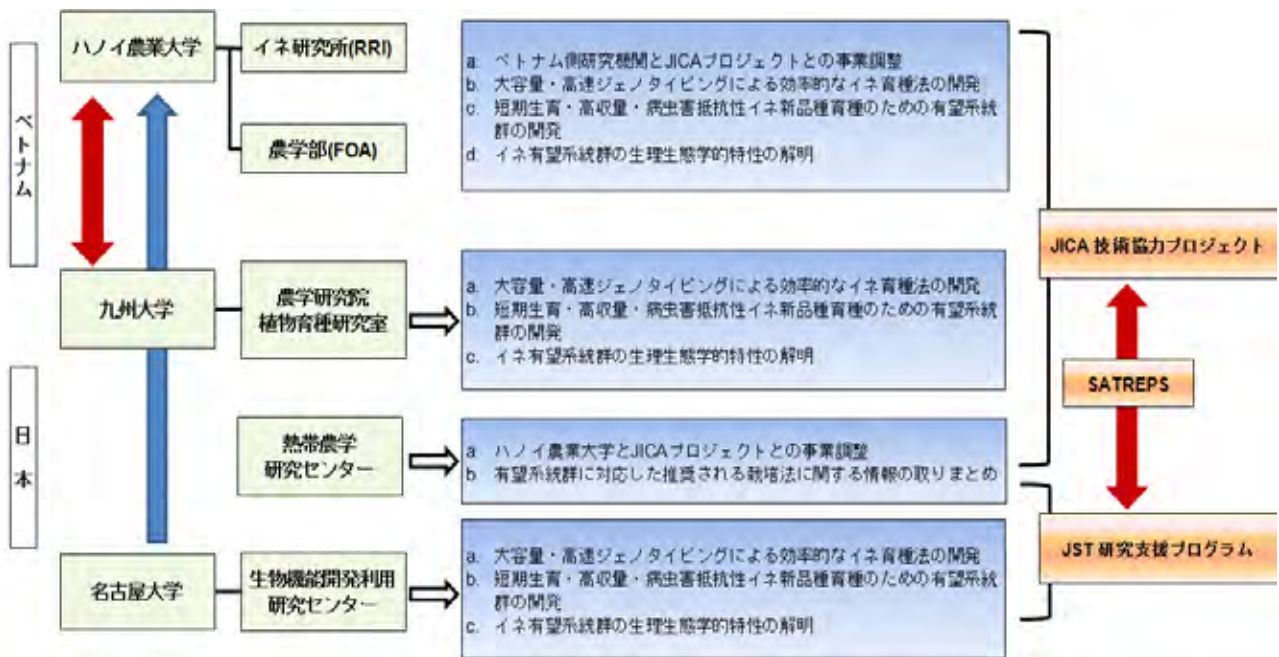 ベトナム
日本
ハノイ農業大学
イネ研究所(RRI)
農学部(FOA)
a. ベトナム側研究機関とJICAプロジェクトとの事業調整
b. 大容量・高速ジェノタイピングによる効率的なイネ育種法の開発
c. 短期生育・高収量・病虫害抵抗性イネ新品種育種のための有望系統
群の開発
d. イネ有望系統群の生理生態学的特性の解明
九州大学
農学研究院
植物育種研究室
a. 大容量・高速ジェノタイピングによる効率的なイネ育種法の開発
b. 短期生育・高収量・病虫害抵抗性イネ新品種育種のための有望系統
群の開発
c. イネ有望系統群の生理生態学的特性の解明
熱帯農学
研究センター
a. ハノイ農業大学とJICAプロジェクトとの事業調整
b. 有望系統群に対応した推奨される栽培法に関する情報の取りまとめ
名古屋大学
生物機能開発利用
研究センター
a. 大容量・高速ジェノタイピングによる効率的なイネ育種法の開発
b. 短期生育・高収量・病虫害抵抗性イネ新品種育種のための有望系統
群の開発
c. イネ有望系統群の生理生態学的特性の解明
JICA 技術協力プロジェクト
SATREPS
JST 研究支援プログラム